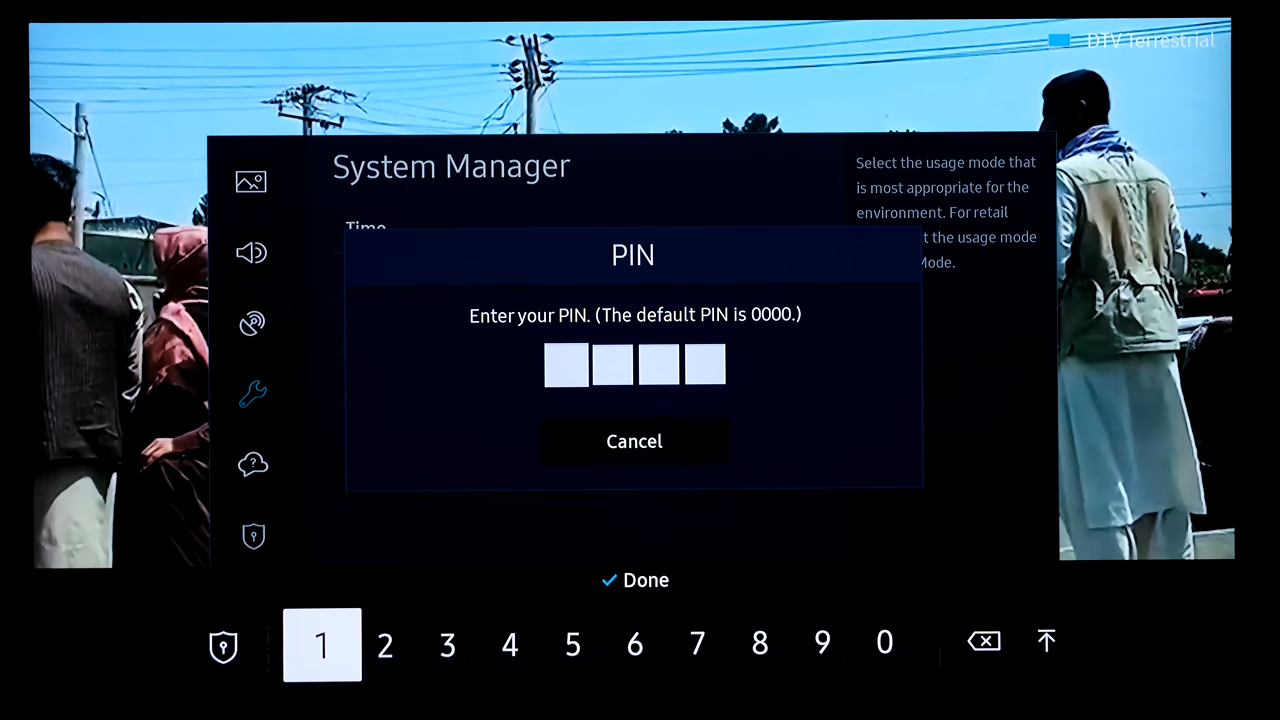 DTV Terrestrial
System Manager
Select the usage mode that
is most appropriate for the
environment. For retail
t the usage mode
Mode.
Time
PIN
Enter your PIN. (The default PIN is 0000.)
Cancel
Done
1 2 3 4 5 6 7 8 9 0